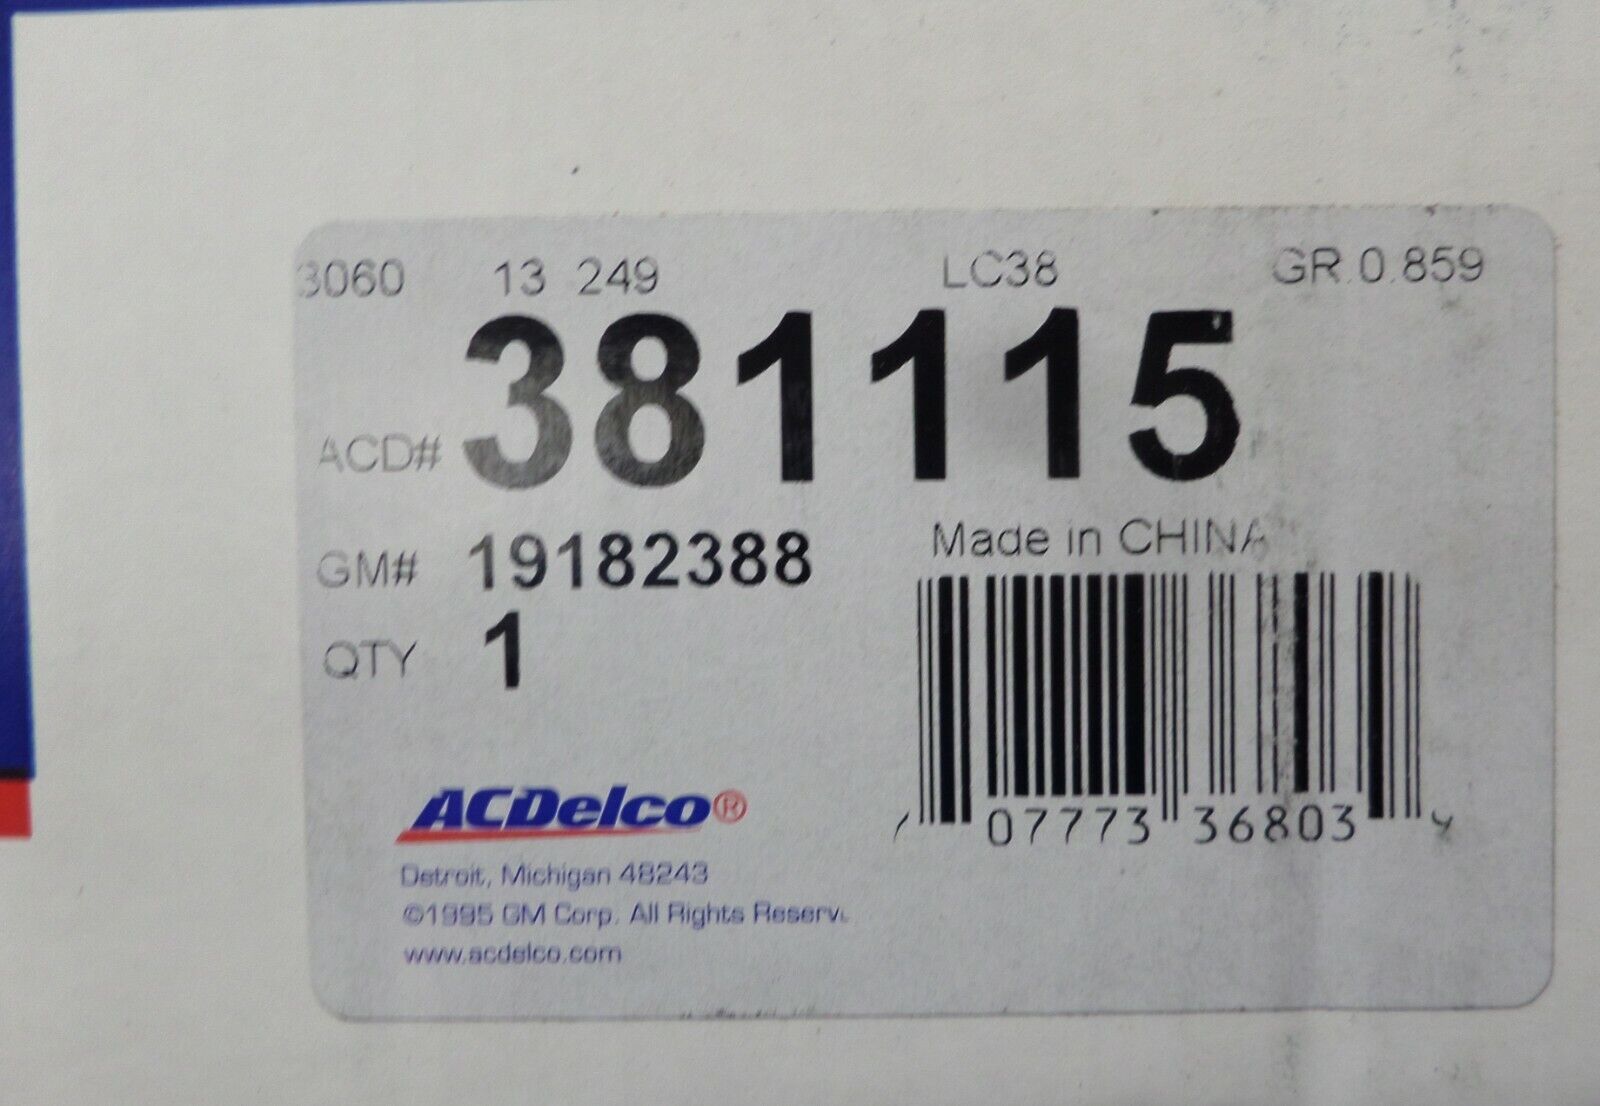 3060 13 249 LC38 GR.0.859
ACD# 381115
GM# 19182388
Made in CHINA
QTY 1
07773 36803
ACDelco®
Detroit, Michigan 48243
©1995 GM Corp. All Rights Reserv
www.acdelco.com